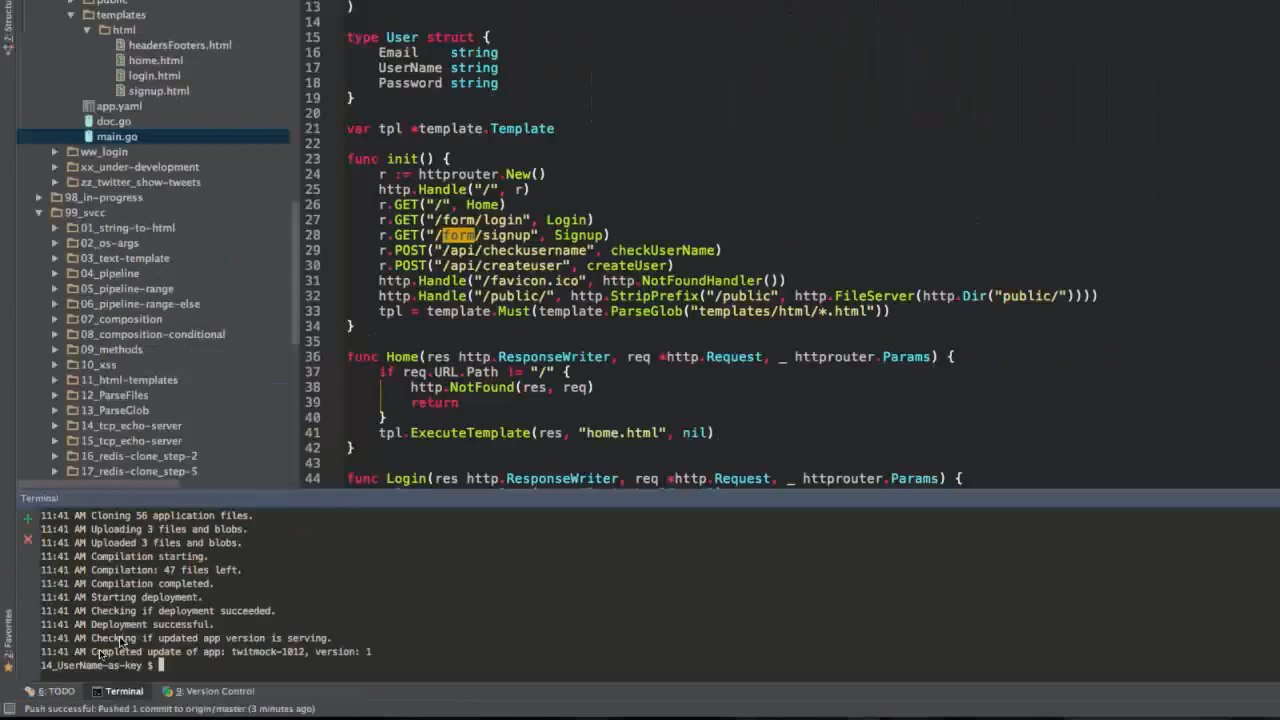 public
templates
html
headersFooters.html
home.html
login.html
signup.html
app.yaml
doc.go
main.go
ww_login
xx_under-development
zz_twitter_show-tweets
98_in-progress
99_svcc
01_string-to-html
02_os-args
03_text-template
04_pipeline
05_pipeline-range
06_pipeline-range-else
07_composition
08_composition-conditional
09_methods
10_xss
11_html-templates
12_ParseFiles
13_ParseGlob
14_tcp_echo-server
15_tcp_echo-server
16_redis-clone_step-2
17_redis-clone_step-5
13 )
14
15 type User struct {
16 Email string
17 UserName string
18 Password string
19 }
20
21 var tpl *template.Template
22
23 func init() {
24 r := httprouter.New()
25 http.Handle("/", r)
26 r.GET("/", Home)
27 r.GET("/form/login", Login)
28 r.GET("/form/signup", Signup)
29 r.POST("/api/checkusername", checkUserName)
30 r.POST("/api/createuser", createUser)
31 http.Handle("/favicon.ico", http.NotFoundHandler())
32 http.Handle("/public/", http.StripPrefix("/public", http.FileServer(http.Dir("public/"))))
33 tpl = template.Must(template.ParseGlob("templates/html/*.html"))
34 }
35
36 func Home(res http.ResponseWriter, req *http.Request, _ httprouter.Params) {
37 if req.URL.Path != "/" {
38 http.NotFound(res, req)
39 return
40 }
41 tpl.ExecuteTemplate(res, "home.html", nil)
42 }
43
44 func Login(res http.ResponseWriter, req *http.Request, _ httprouter.Params) {
Terminal
11:41 AM Cloning 56 application files.
11:41 AM Uploading 3 files and blobs.
11:41 AM Uploaded 3 files and blobs.
11:41 AM Compilation starting.
11:41 AM Compilation: 47 files left.
11:41 AM Compilation completed.
11:41 AM Starting deployment.
11:41 AM Checking if deployment succeeded.
11:41 AM Deployment successful.
11:41 AM Checking if updated app version is serving.
11:41 AM Completed update of app: twitmock-1012, version: 1
14_UserName-as-key $
2: Favorites
6: TODO Terminal 9: Version Control
Push successful: Pushed 1 commit to origin/master (3 minutes ago)